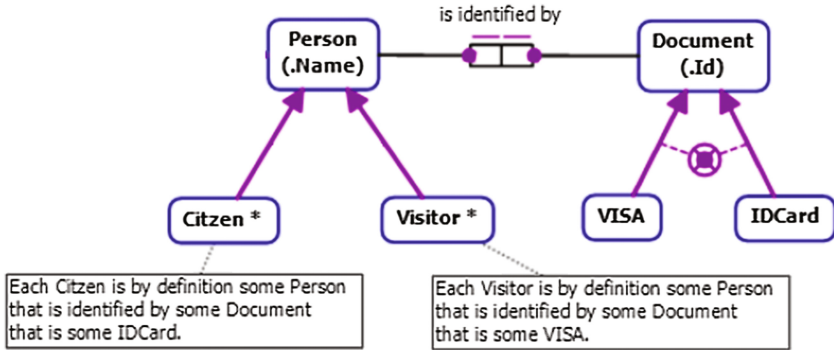 is identified by
Person
(.Name)
Document
(.Id)
Citzen *
Visitor *
VISA
IDCard
Each Citzen is by definition some Person
that is identified by some Document
that is some IDCard.
Each Visitor is by definition some Person
that is identified by some Document
that is some VISA.